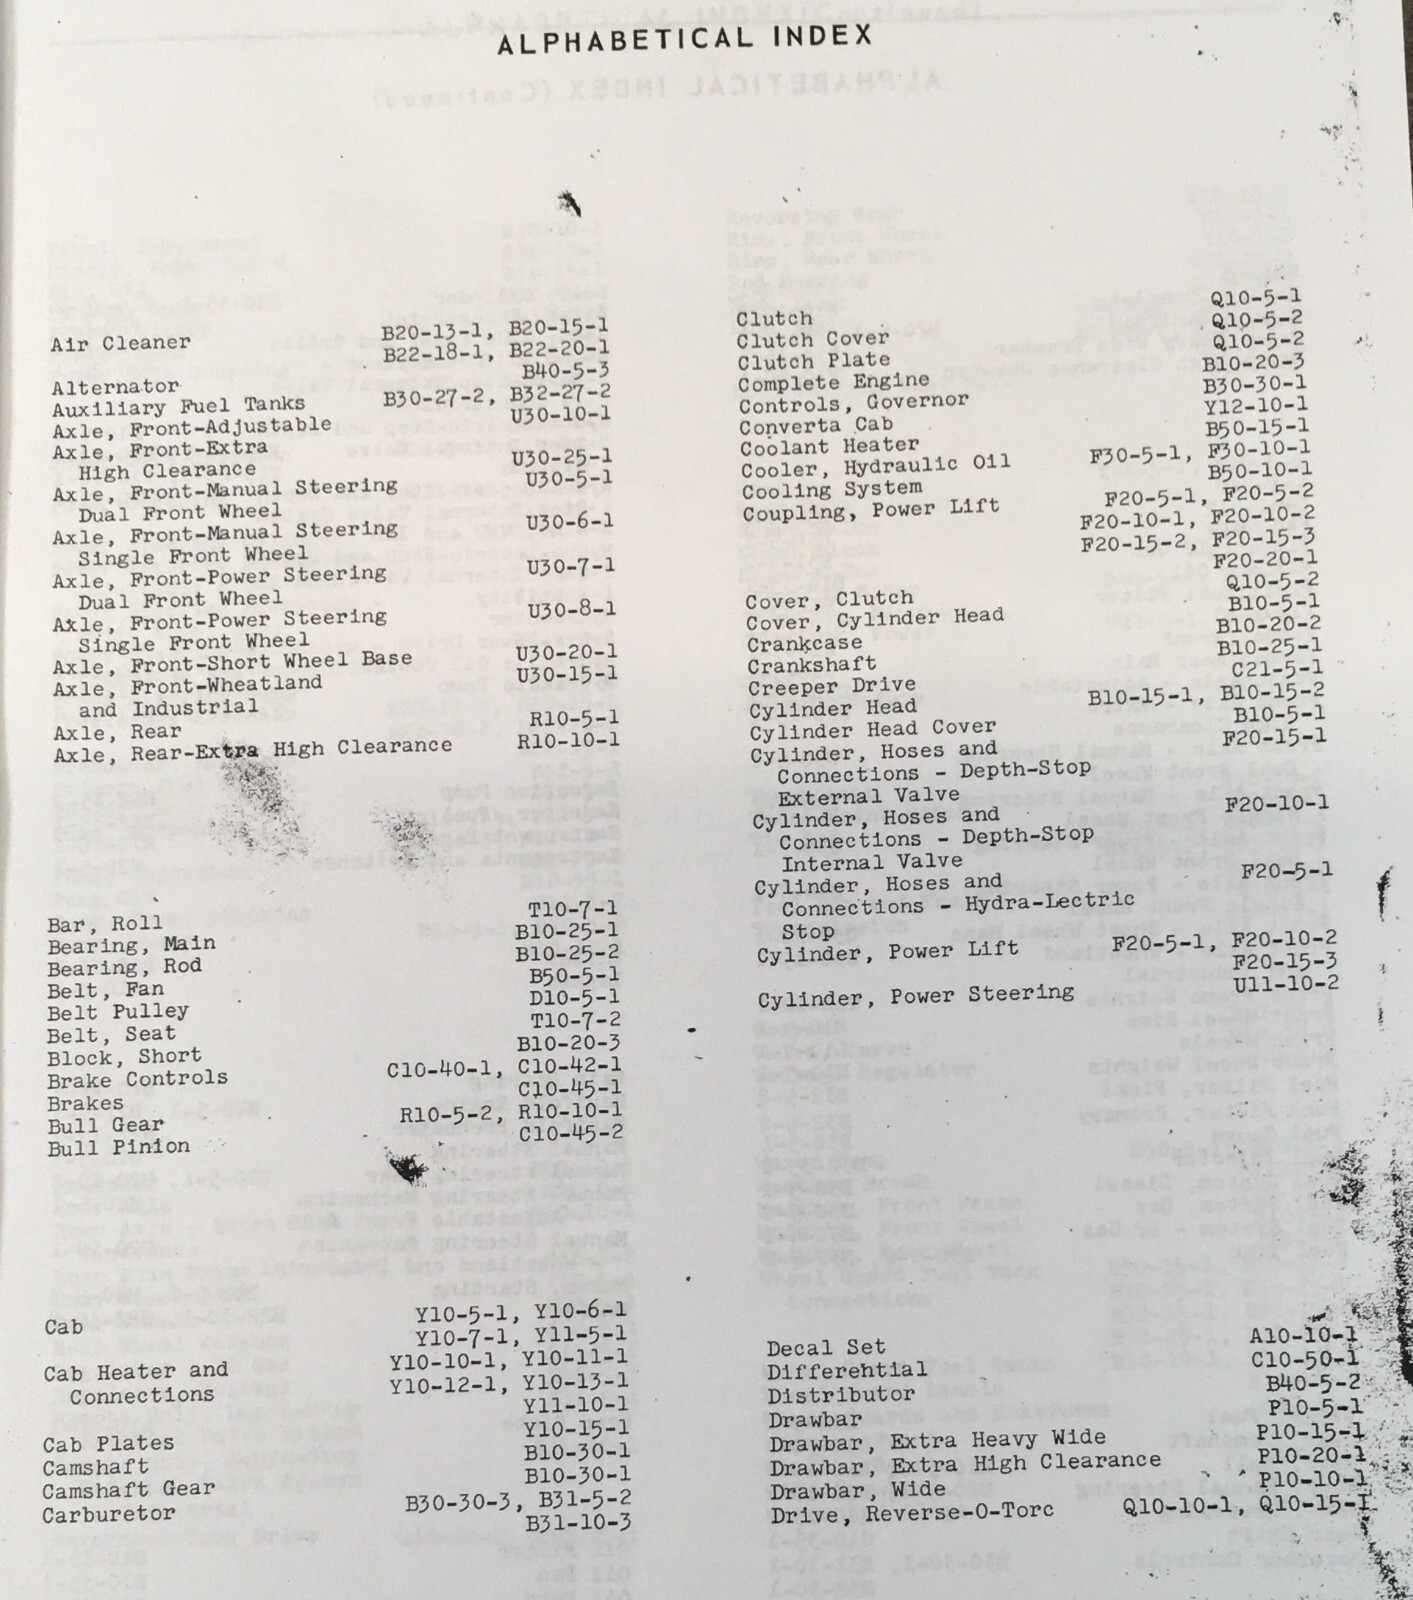 ALPHABETICAL INDEX
Air Cleaner B20-13-1, B20-15-1
B22-18-1, B22-20-1
Alternator B40-5-3
Auxiliary Fuel Tanks B30-27-2, B32-27-2
Axle, Front-Adjustable U30-10-1
Axle, Front-Extra
High Clearance U30-25-1
Axle, Front-Manual Steering U30-5-1
Dual Front Wheel
Axle, Front-Manual Steering U30-6-1
Single Front Wheel
Axle, Front-Power Steering U30-7-1
Dual Front Wheel
Axle, Front-Power Steering U30-8-1
Single Front Wheel
Axle, Front-Short Wheel Base U30-20-1
Axle, Front-Wheatland U30-15-1
and Industrial
Axle, Rear R10-5-1
Axle, Rear-Extra High Clearance R10-10-1
Bar, Roll T10-7-1
Bearing, Main B10-25-1
Bearing, Rod B10-25-2
Belt, Fan B50-5-1
Belt Pulley D10-5-1
Belt, Seat T10-7-2
Block, Short B10-20-3
Brake Controls C10-40-1, C10-42-1
Brakes C10-45-1
Bull Gear R10-5-2, R10-10-1
Bull Pinion C10-45-2
Cab Y10-5-1, Y10-6-1
Y10-7-1, Y11-5-1
Cab Heater and Y10-10-1, Y10-11-1
Connections Y10-12-1, Y10-13-1
Y11-10-1
Cab Plates Y10-15-1
Camshaft B10-30-1
Camshaft Gear B10-30-1
Carburetor B30-30-3, B31-5-2
B31-10-3
Clutch Q10-5-1
Clutch Cover Q10-5-2
Clutch Plate Q10-5-2
Complete Engine B10-20-3
Controls, Governor B30-30-1
Converta Cab Y12-10-1
Coolant Heater B50-15-1
Cooler, Hydraulic Oil F30-5-1, F30-10-1
Cooling System B50-10-1
Coupling, Power Lift F20-5-1, F20-5-2
F20-10-1, F20-10-2
F20-15-2, F20-15-3
F20-20-1
Cover, Clutch Q10-5-2
Cover, Cylinder Head B10-5-1
Crankcase B10-20-2
Crankshaft B10-25-1
Creeper Drive C21-5-1
Cylinder Head B10-15-1, B10-15-2
Cylinder Head Cover B10-5-1
Cylinder, Hoses and F20-15-1
Connections - Depth-Stop
External Valve
Cylinder, Hoses and F20-10-1
Connections - Depth-Stop
Internal Valve
Cylinder, Hoses and F20-5-1
Connections - Hydra-Lectric
Stop
Cylinder, Power Lift F20-5-1, F20-10-2
F20-15-3
Cylinder, Power Steering U11-10-2
Decal Set A10-10-1
Differential C10-50-1
Distributor B40-5-2
Drawbar P10-5-1
Drawbar, Extra Heavy Wide P10-15-1
Drawbar, Extra High Clearance P10-20-1
Drawbar, Wide P10-10-1
Drive, Reverse-O-Torc Q10-10-1, Q10-15-1